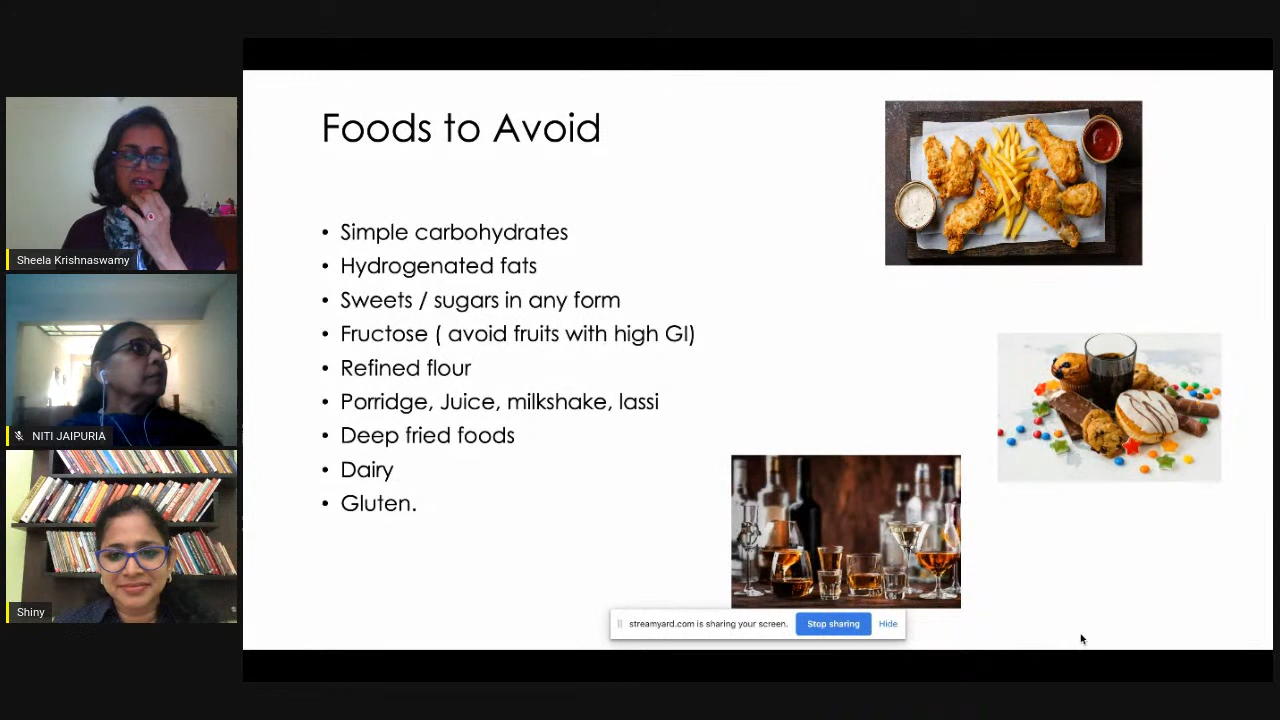 Foods to Avoid
• Simple carbohydrates
• Hydrogenated fats
• Sweets / sugars in any form
• Fructose ( avoid fruits with high GI)
• Refined flour
• Porridge, Juice, milkshake, lassi
• Deep fried foods
• Dairy
• Gluten.
Sheela Krishnaswamy
NITI JAIPURIA
Shiny
streamyard.com is sharing your screen. Stop sharing Hide